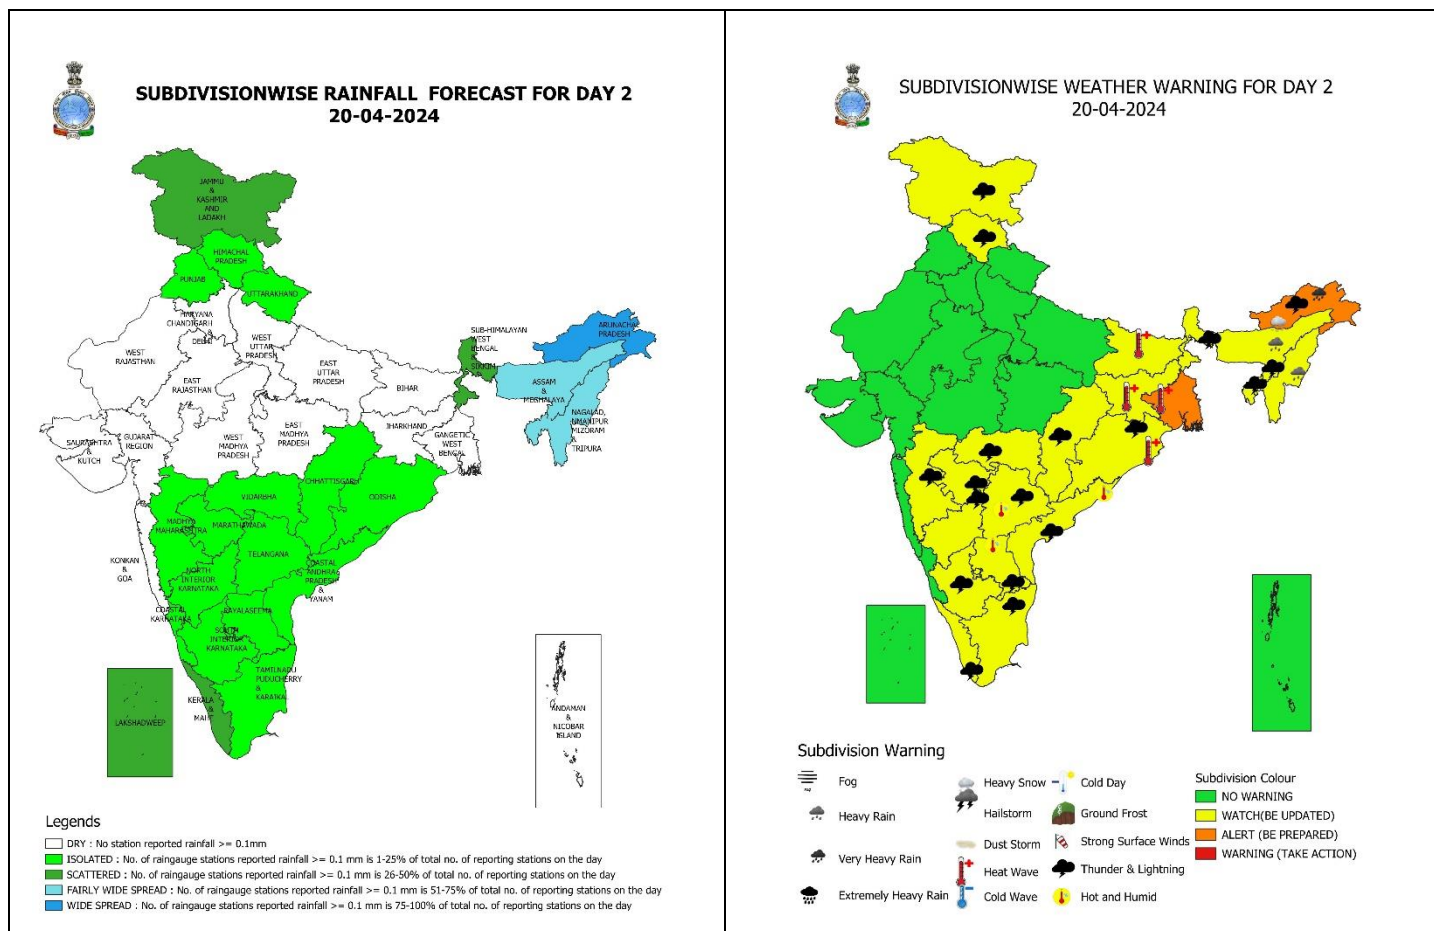 SUBDIVISIONWISE RAINFALL FORECAST FOR DAY 2
20-04-2024
JAMMU
&
KASHMIR
AND
LADAKH
HIMACHAL
PRADESH
PUNJAB
UTTARAKHAND
HARYANA
CHANDIGARH
&
DELHI
WEST
UTTAR
PRADESH
WEST
RAJASTHAN
EAST
RAJASTHAN
EAST
UTTAR
PRADESH
BIHAR
SUB-HIMALAYAN
WEST
BENGAL
&
SIKKIM
ARUNACHAL
PRADESH
ASSAM
&
MEGHALAYA
NAGALAD,
NMANIPUR
MIZORAM
&
TRIPURA
SAURASHTRA
&
KUTCH
GUJARAT
REGION
WEST
MADHYA
PRADESH
EAST
MADHYA
PRADESH
JHARKHAND
GANGETIC
WEST
BENGAL
CHHATTISGARH
ODISHA
VIDARBHA
MADHYA
MAHARASHTRA
MARATHAWADA
TELANGANA
KONKAN
&
GOA
NORTH
INTERIOR
KARNATAKA
COASTAL
ANDHRA
PRADESH
&
YANAM
COASTAL
KARNATAKA
RAYALASEEMA
SOUTH
INTERIOR
KARNATAKA
TAMILNADU
PUDUCHERRY
&
KARAIKAL
KERALA
&
MAHE
LAKSHADWEEP
ANDAMAN
&
NICOBAR
ISLAND
Legends
DRY : No station reported rainfall >= 0.1mm
ISOLATED : No. of raingauge stations reported rainfall >= 0.1 mm is 1-25% of total no. of reporting stations on the day
SCATTERED : No. of raingauge stations reported rainfall >= 0.1 mm is 26-50% of total no. of reporting stations on the day
FAIRLY WIDE SPREAD : No. of raingauge stations reported rainfall >= 0.1 mm is 51-75% of total no. of reporting stations on the day
WIDE SPREAD : No. of raingauge stations reported rainfall >= 0.1 mm is 75-100% of total no. of reporting stations on the day
SUBDIVISIONWISE WEATHER WARNING FOR DAY 2
20-04-2024
Subdivision Warning
Fog
Heavy Rain
Very Heavy Rain
Extremely Heavy Rain
Heavy Snow
Hailstorm
Dust Storm
Heat Wave
Cold Wave
Cold Day
Ground Frost
Strong Surface Winds
Thunder & Lightning
Hot and Humid
Subdivision Colour
NO WARNING
WATCH(BE UPDATED)
ALERT (BE PREPARED)
WARNING (TAKE ACTION)